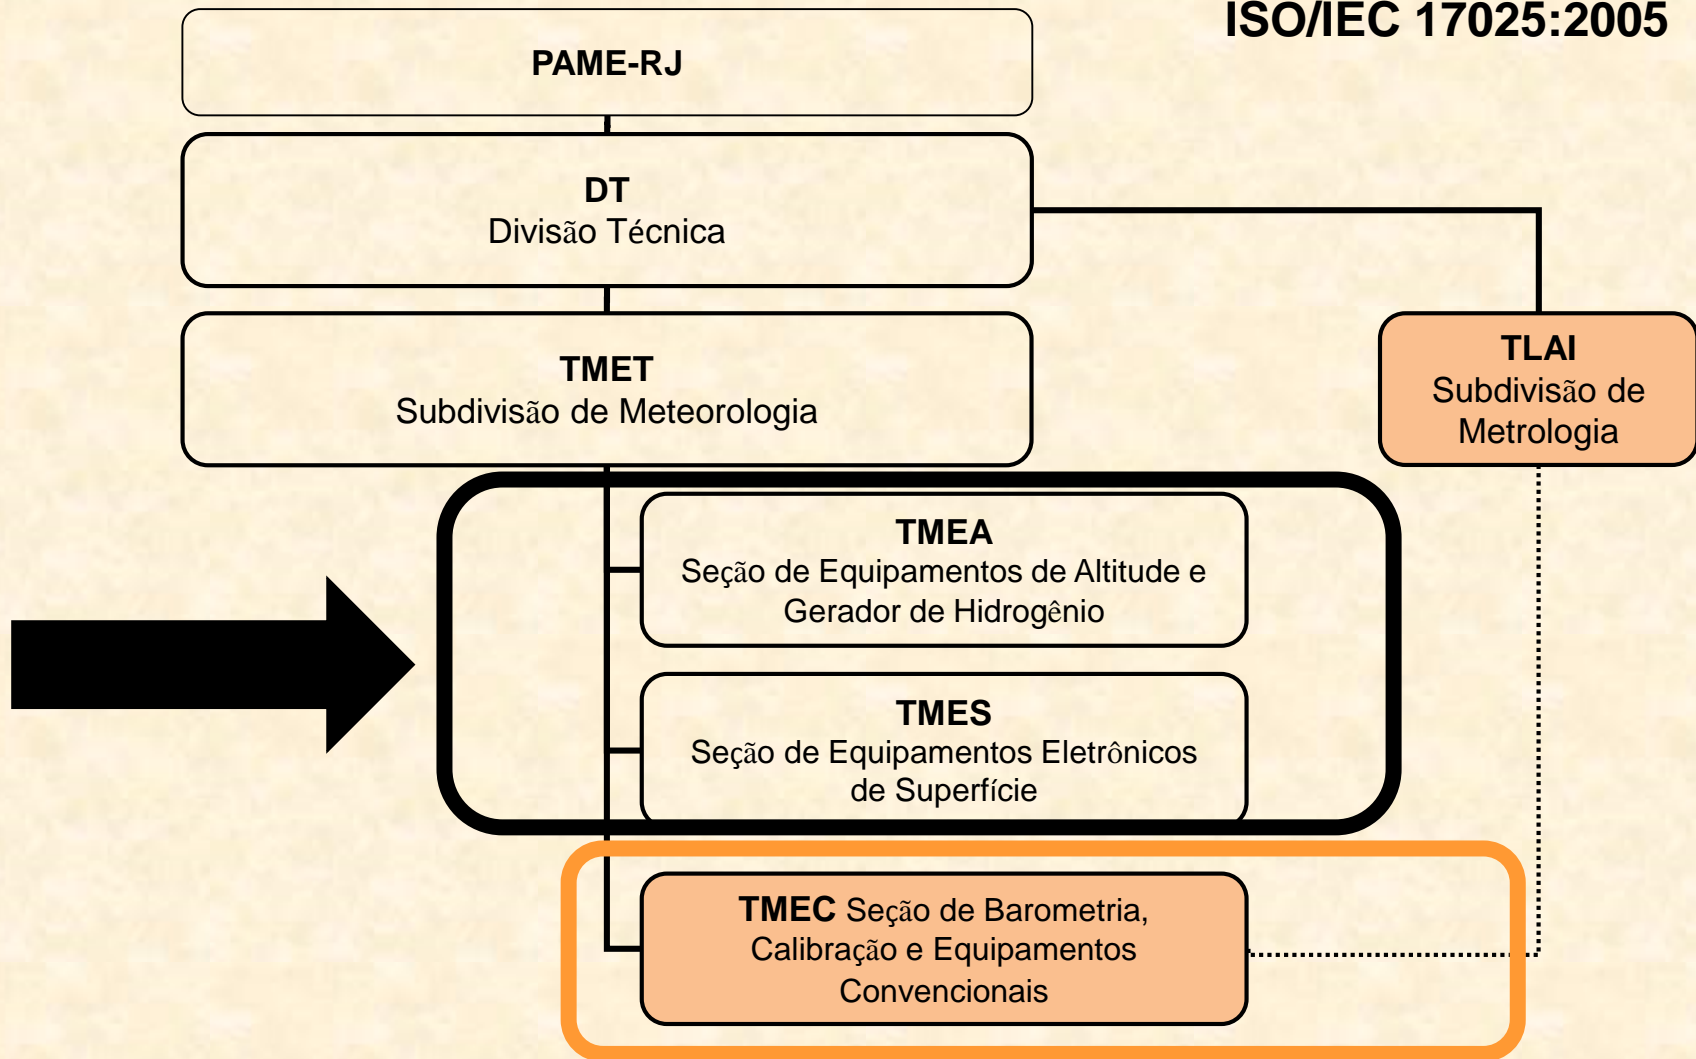 ISO/IEC 17025:2005
PAME-RJ
DT
Divisão Técnica
TMET
Subdivisão de Meteorologia
TLAI
Subdivisão de
Metrologia
TMEA
Seção de Equipamentos de Altitude e
Gerador de Hidrogênio
TMES
Seção de Equipamentos Eletrônicos
de Superfície
TMEC Seção de Barometria,
Calibração e Equipamentos
Convencionais